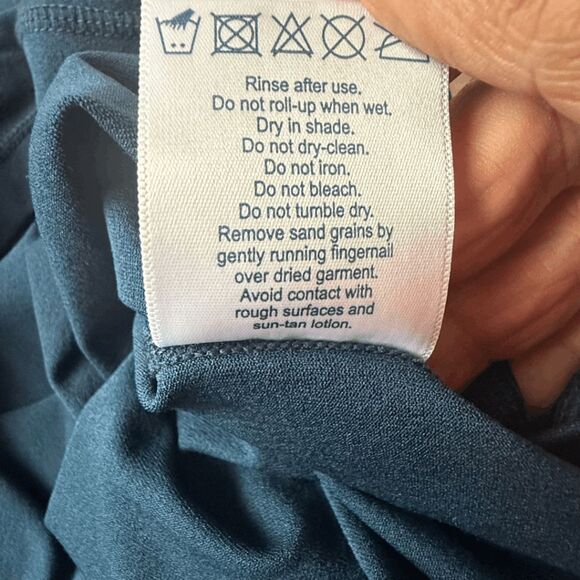 Rinse after use.
Do not roll-up when wet.
Dry in shade.
Do not dry-clean.
Do not iron.
Do not bleach.
Do not tumble dry.
Remove sand grains by
gently running fingernail
over dried garment.
Avoid contact with
rough surfaces and
sun-tan lotion.